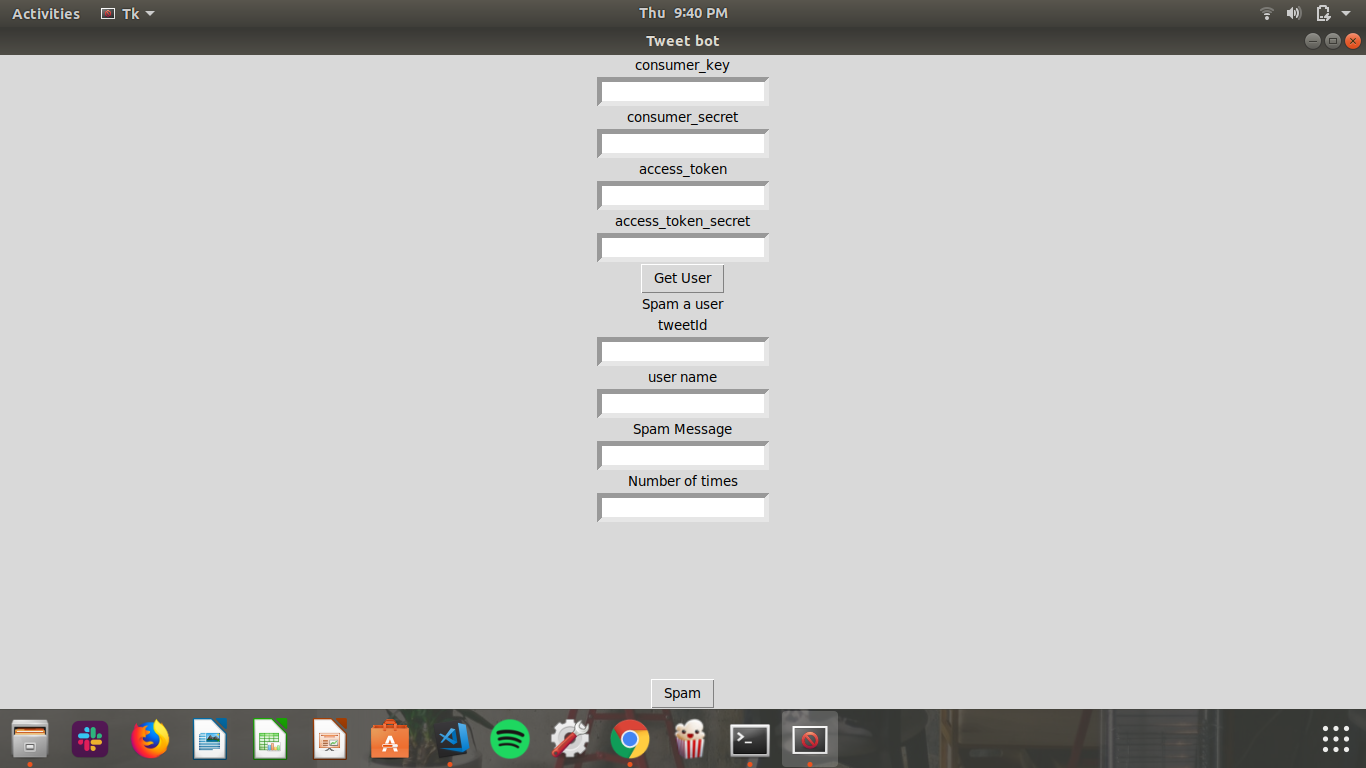 Activities Tk Thu 9:40 PM
Tweet bot
consumer_key
consumer_secret
access_token
access_token_secret
Get User
Spam a user
tweetId
user name
Spam Message
Number of times
Spam